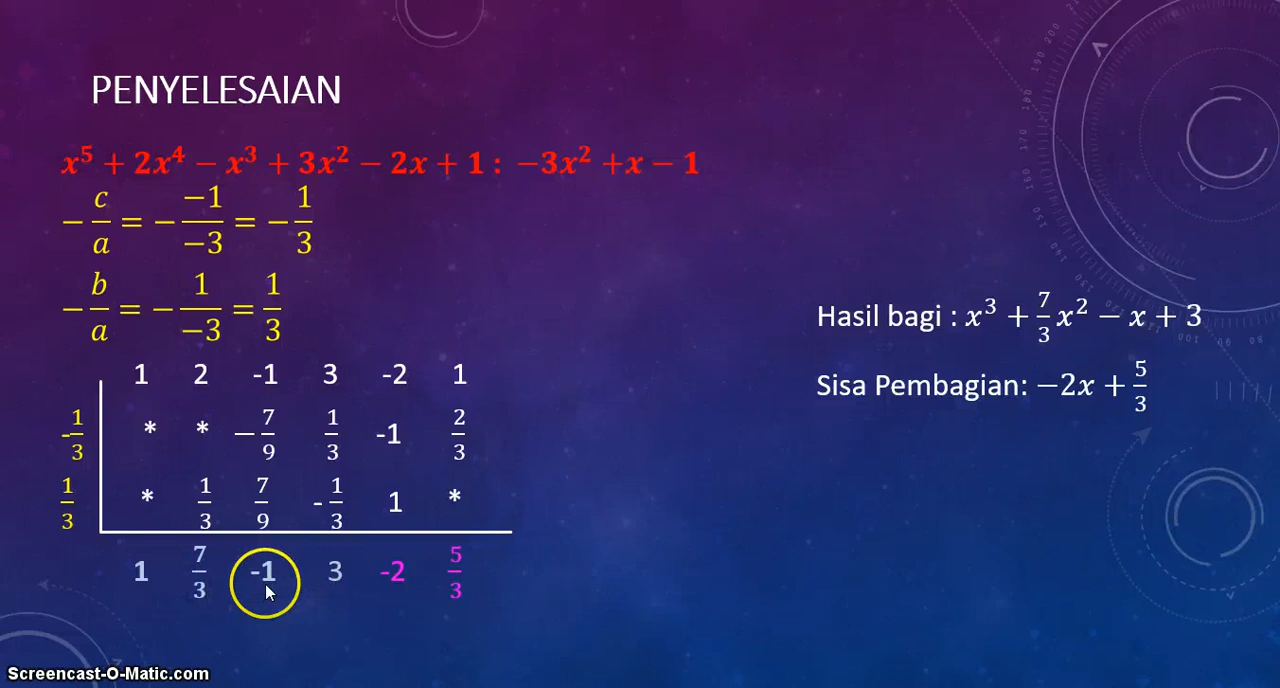 PENYELESAIAN
x⁵ + 2x⁴ − x³ + 3x² − 2x + 1 : −3x² + x − 1
−c/a = −(−1)/(−3) = −1/3
−b/a = −1/(−3) = 1/3
1 2 -1 3 -2 1
-1/3 * * −7/9 1/3 -1 2/3
1/3 * 1/3 7/9 -1/3 1 *
1 7/3 -1 3 -2 5/3
Hasil bagi : x³ + 7/3 x² − x + 3
Sisa Pembagian: −2x + 5/3
Screencast-O-Matic.com